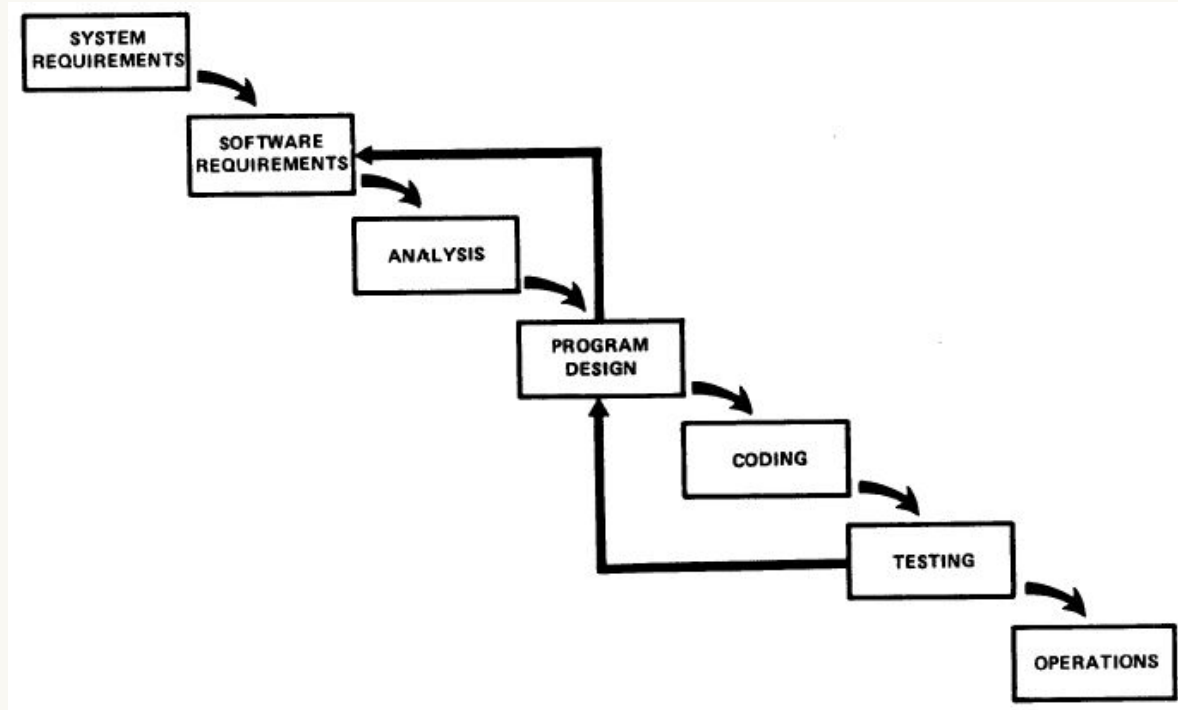 SYSTEM
REQUIREMENTS
SOFTWARE
REQUIREMENTS
ANALYSIS
PROGRAM
DESIGN
CODING
TESTING
OPERATIONS